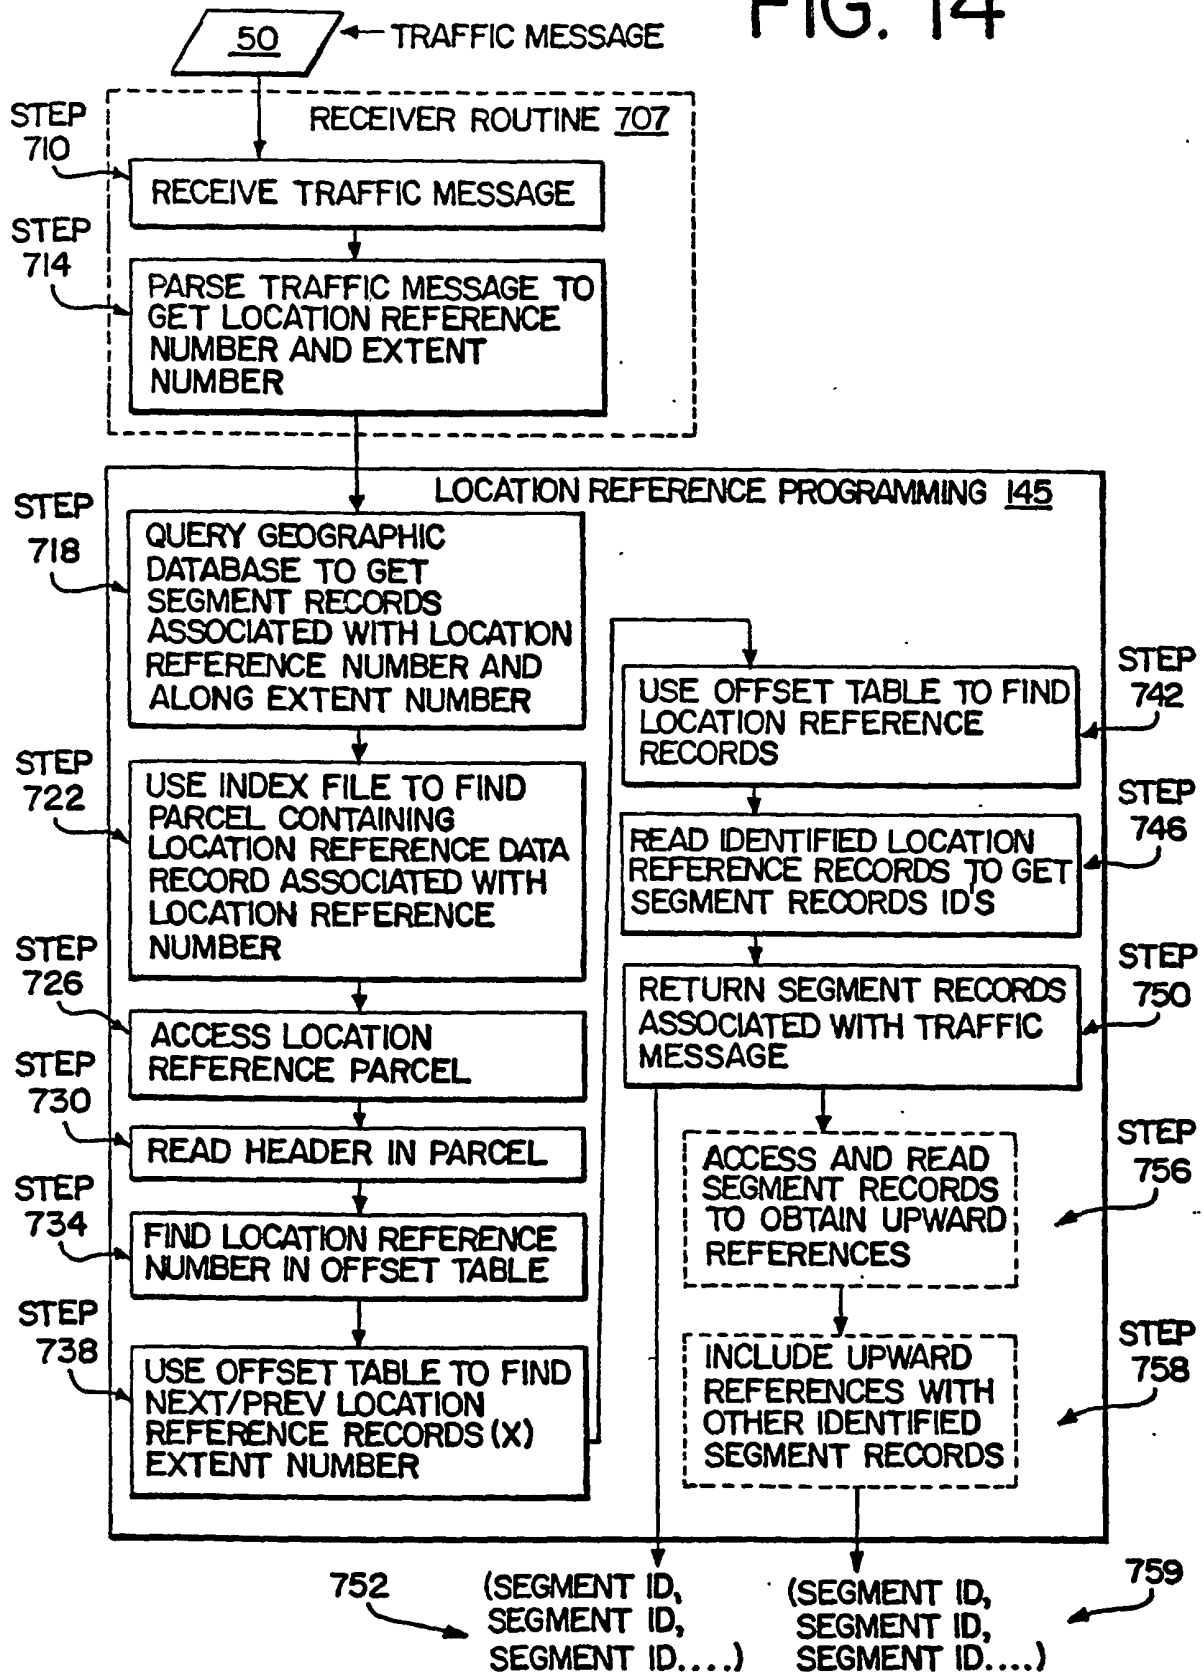 FIG. 14
50
TRAFFIC MESSAGE
RECEIVER ROUTINE 707
STEP
710
RECEIVE TRAFFIC MESSAGE
STEP
714
PARSE TRAFFIC MESSAGE TO
GET LOCATION REFERENCE
NUMBER AND EXTENT
NUMBER
LOCATION REFERENCE PROGRAMMING 145
STEP
718
QUERY GEOGRAPHIC
DATABASE TO GET
SEGMENT RECORDS
ASSOCIATED WITH LOCATION
REFERENCE NUMBER AND
ALONG EXTENT NUMBER
STEP
722
USE INDEX FILE TO FIND
PARCEL CONTAINING
LOCATION REFERENCE DATA
RECORD ASSOCIATED WITH
LOCATION REFERENCE
NUMBER
STEP
726
ACCESS LOCATION
REFERENCE PARCEL
STEP
730
READ HEADER IN PARCEL
STEP
734
FIND LOCATION REFERENCE
NUMBER IN OFFSET TABLE
STEP
738
USE OFFSET TABLE TO FIND
NEXT/PREV LOCATION
REFERENCE RECORDS (X)
EXTENT NUMBER
STEP
742
USE OFFSET TABLE TO FIND
LOCATION REFERENCE
RECORDS
STEP
746
READ IDENTIFIED LOCATION
REFERENCE RECORDS TO GET
SEGMENT RECORDS ID'S
STEP
750
RETURN SEGMENT RECORDS
ASSOCIATED WITH TRAFFIC
MESSAGE
STEP
756
ACCESS AND READ
SEGMENT RECORDS
TO OBTAIN UPWARD
REFERENCES
STEP
758
INCLUDE UPWARD
REFERENCES WITH
OTHER IDENTIFIED
SEGMENT RECORDS
752
(SEGMENT ID,
SEGMENT ID,
SEGMENT ID....)
(SEGMENT ID,
SEGMENT ID,
SEGMENT ID....)
759